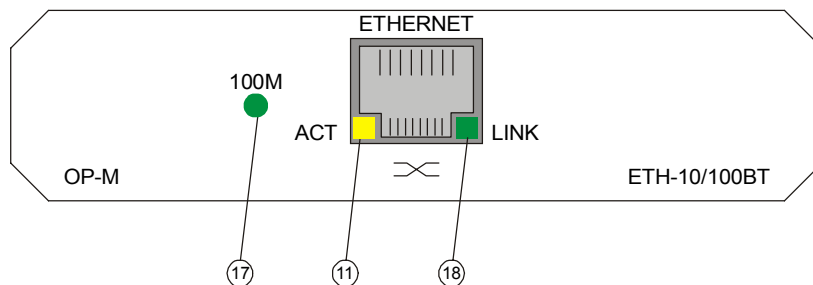 ETHERNET
100M
ACT
LINK
OP-M
ETH-10/100BT
17
11
18